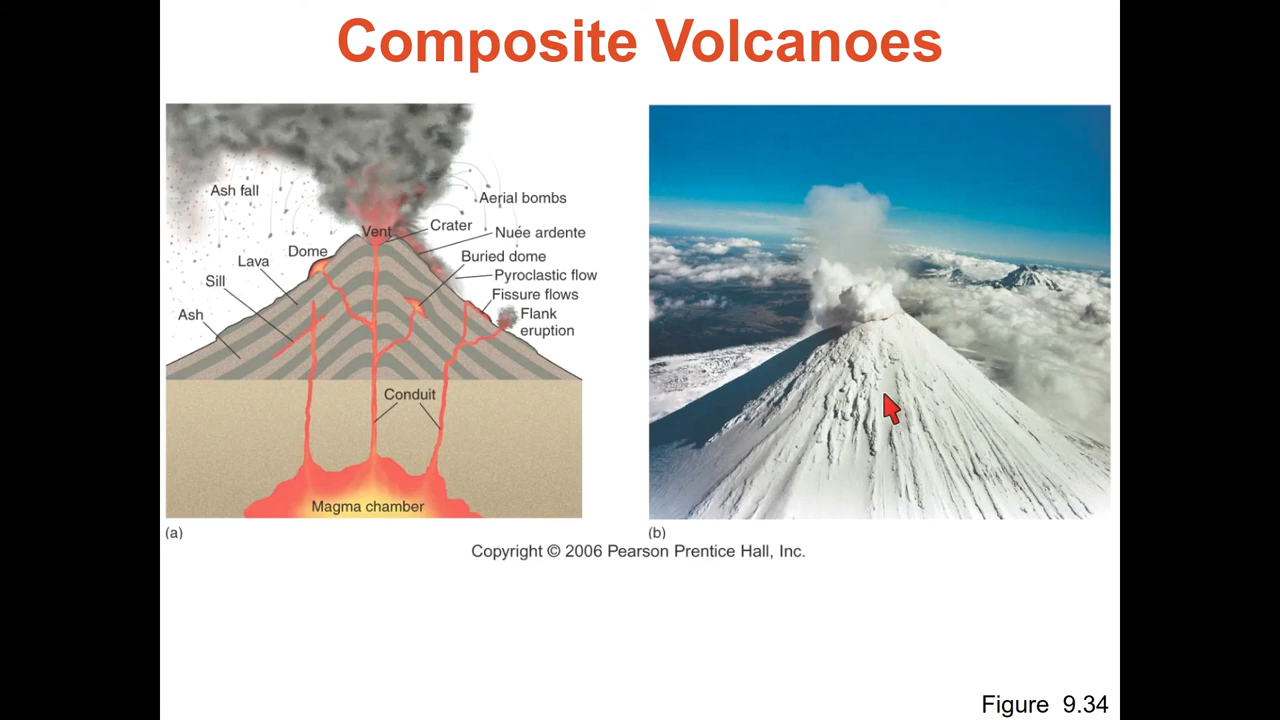 Composite Volcanoes
Ash fall
Aerial bombs
Vent
Crater
Nuée ardente
Dome
Buried dome
Lava
Pyroclastic flow
Sill
Fissure flows
Ash
Flank
eruption
Conduit
Magma chamber
(a)
(b)
Copyright © 2006 Pearson Prentice Hall, Inc.
Figure 9.34